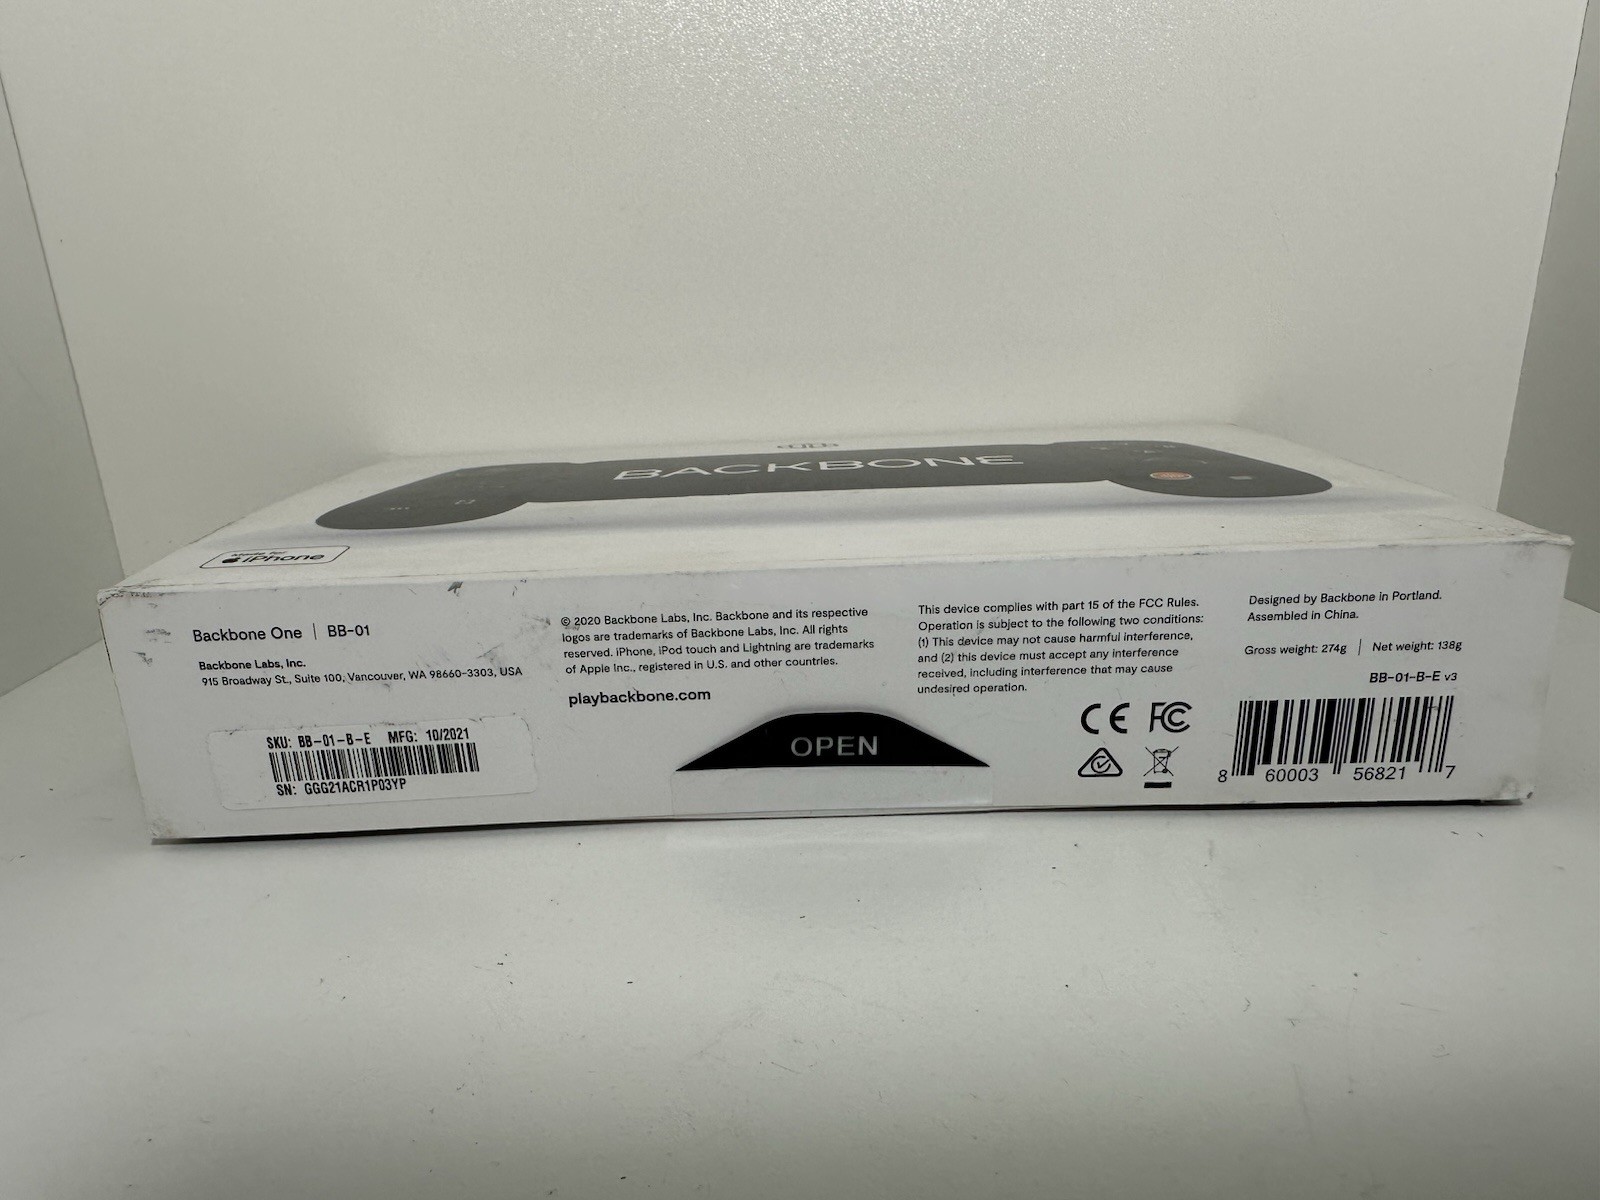 BACKBONE
Made for
iPhone
Backbone One | BB-01
Backbone Labs, Inc.
915 Broadway St., Suite 100, Vancouver, WA 98660-3303, USA
SKU: BB-01-B-E MFG: 10/2021
SN: GGG21ACR1P03YP
© 2020 Backbone Labs, Inc. Backbone and its respective
logos are trademarks of Backbone Labs, Inc. All rights
reserved. iPhone, iPod touch and Lightning are trademarks
of Apple Inc., registered in U.S. and other countries.
playbackbone.com
OPEN
This device complies with part 15 of the FCC Rules.
Operation is subject to the following two conditions:
(1) This device may not cause harmful interference,
and (2) this device must accept any interference
received, including interference that may cause
undesired operation.
CE FC
Designed by Backbone in Portland.
Assembled in China.
Gross weight: 274g | Net weight: 138g
BB-01-B-E v3
8 60003 56821 7